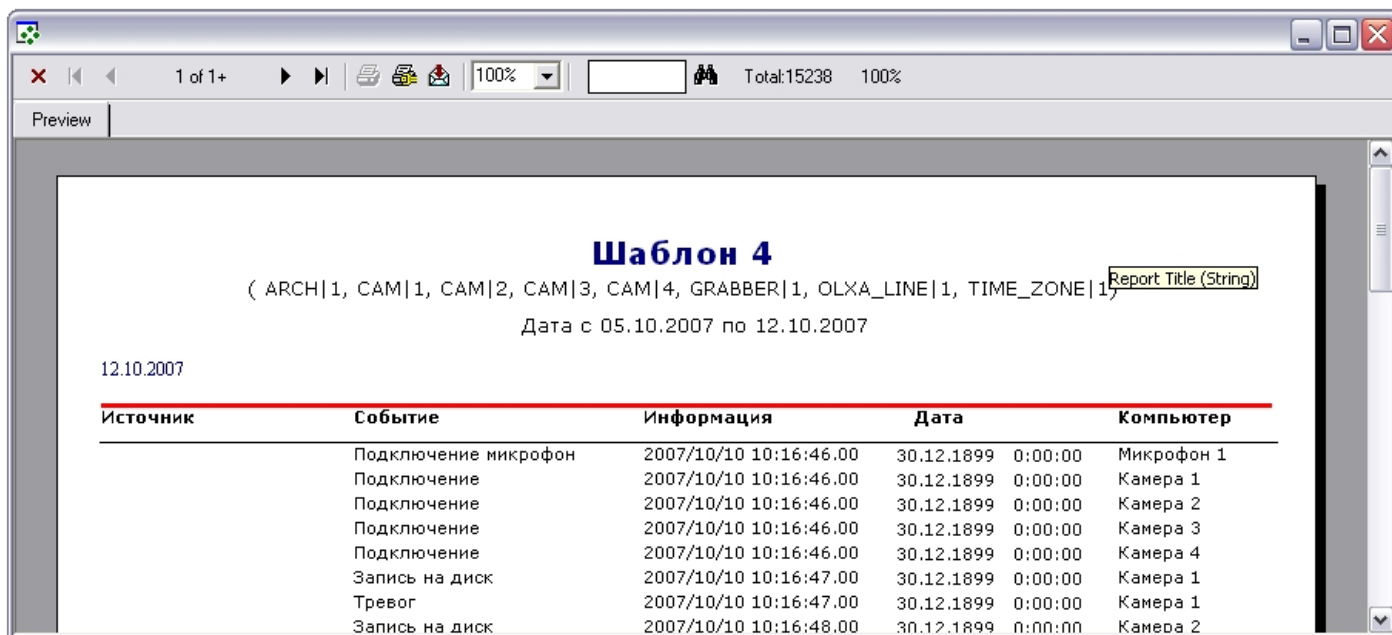 1 of 1+ 100% Total:15238 100%
Preview
Шаблон 4
( ARCH|1, CAM|1, CAM|2, CAM|3, CAM|4, GRABBER|1, OLXA_LINE|1, TIME_ZONE|1)
Report Title (String)
Дата с 05.10.2007 по 12.10.2007
12.10.2007
Источник Событие Информация Дата Компьютер
Подключение микрофон 2007/10/10 10:16:46.00 30.12.1899 0:00:00 Микрофон 1
Подключение 2007/10/10 10:16:46.00 30.12.1899 0:00:00 Камера 1
Подключение 2007/10/10 10:16:46.00 30.12.1899 0:00:00 Камера 2
Подключение 2007/10/10 10:16:46.00 30.12.1899 0:00:00 Камера 3
Подключение 2007/10/10 10:16:46.00 30.12.1899 0:00:00 Камера 4
Запись на диск 2007/10/10 10:16:47.00 30.12.1899 0:00:00 Камера 1
Тревог 2007/10/10 10:16:47.00 30.12.1899 0:00:00 Камера 1
Запись на диск 2007/10/10 10:16:48.00 30.12.1899 0:00:00 Камера 2